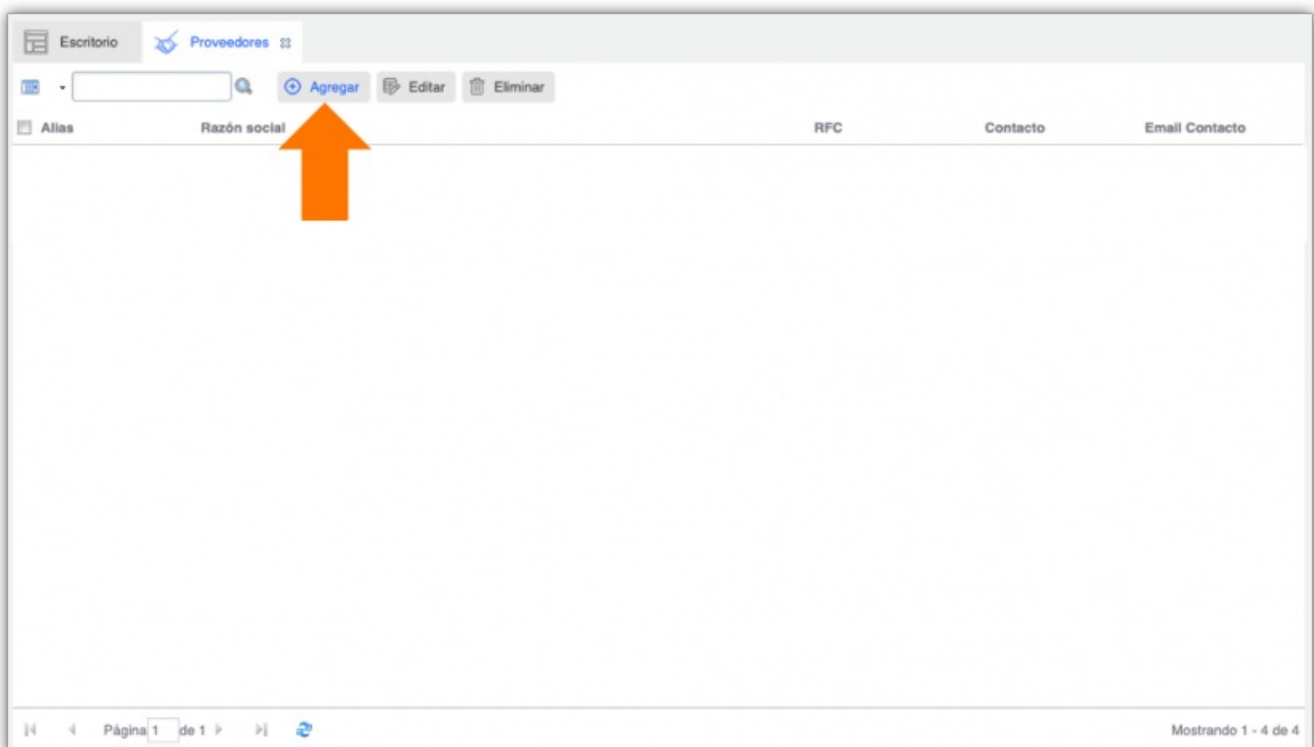 Escritorio Proveedores
Agregar Editar Eliminar
Alias Razón social RFC Contacto Email Contacto
Página 1 de 1 Mostrando 1 - 4 de 4